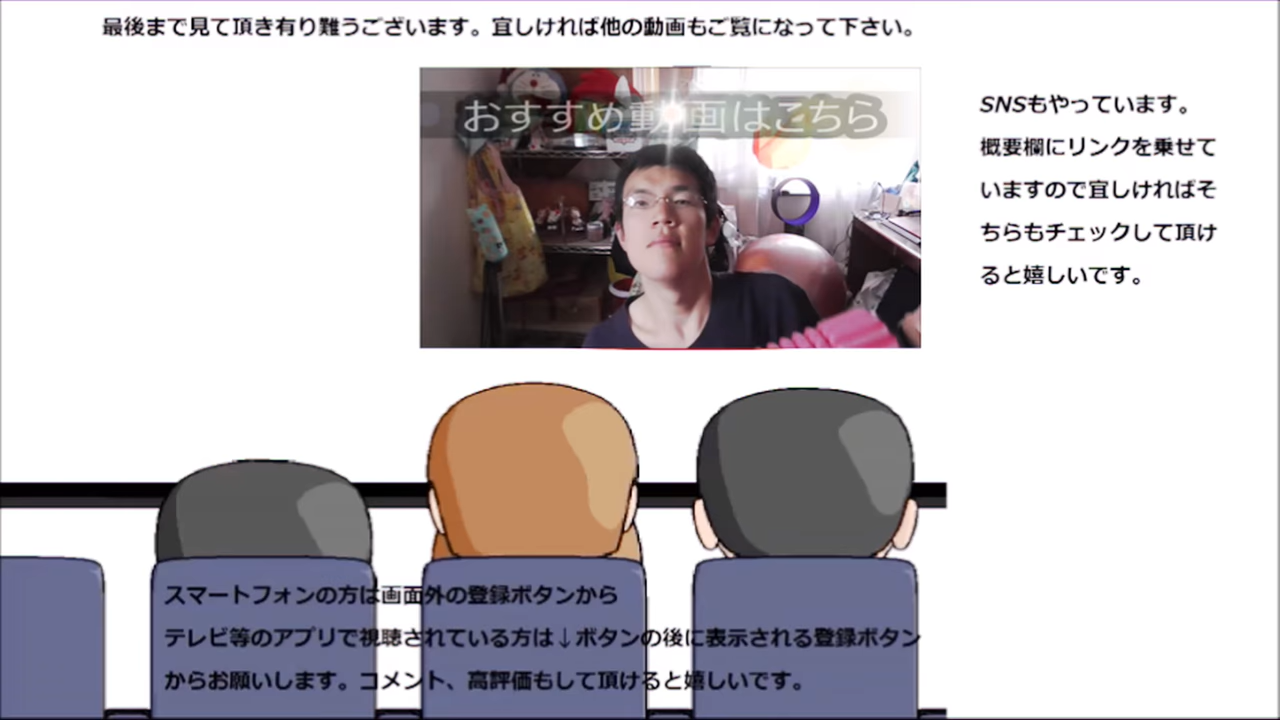 最後まで見て頂き有り難うございます。宜しければ他の動画もご覧になって下さい。
おすすめ動画はこちら
SNSもやっています。
概要欄にリンクを乗せて
いますので宜しければそ
ちらもチェックして頂け
ると嬉しいです。
スマートフォンの方は画面外の登録ボタンから
テレビ等のアプリで視聴されている方は↓ボタンの後に表示される登録ボタン
からお願いします。コメント、高評価もして頂けると嬉しいです。